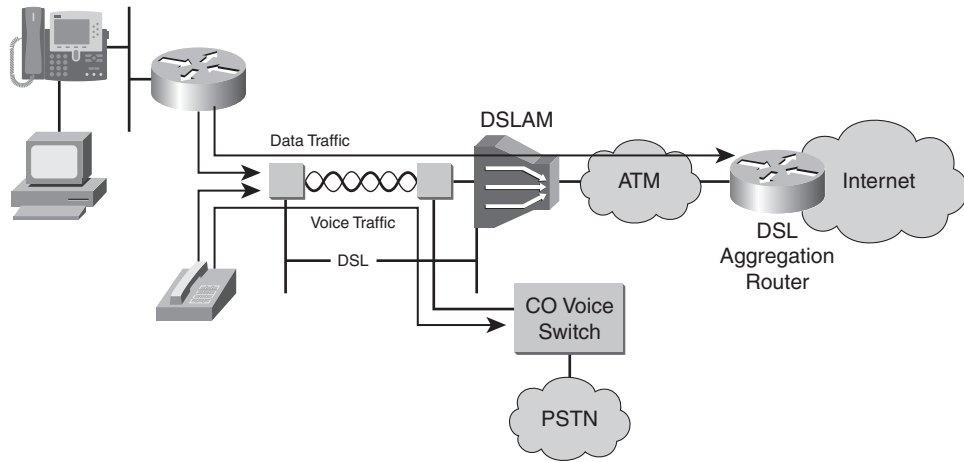 DSLAM
Data Traffic
ATM
Internet
Voice Traffic
DSL
DSL
Aggregation
Router
CO Voice
Switch
PSTN